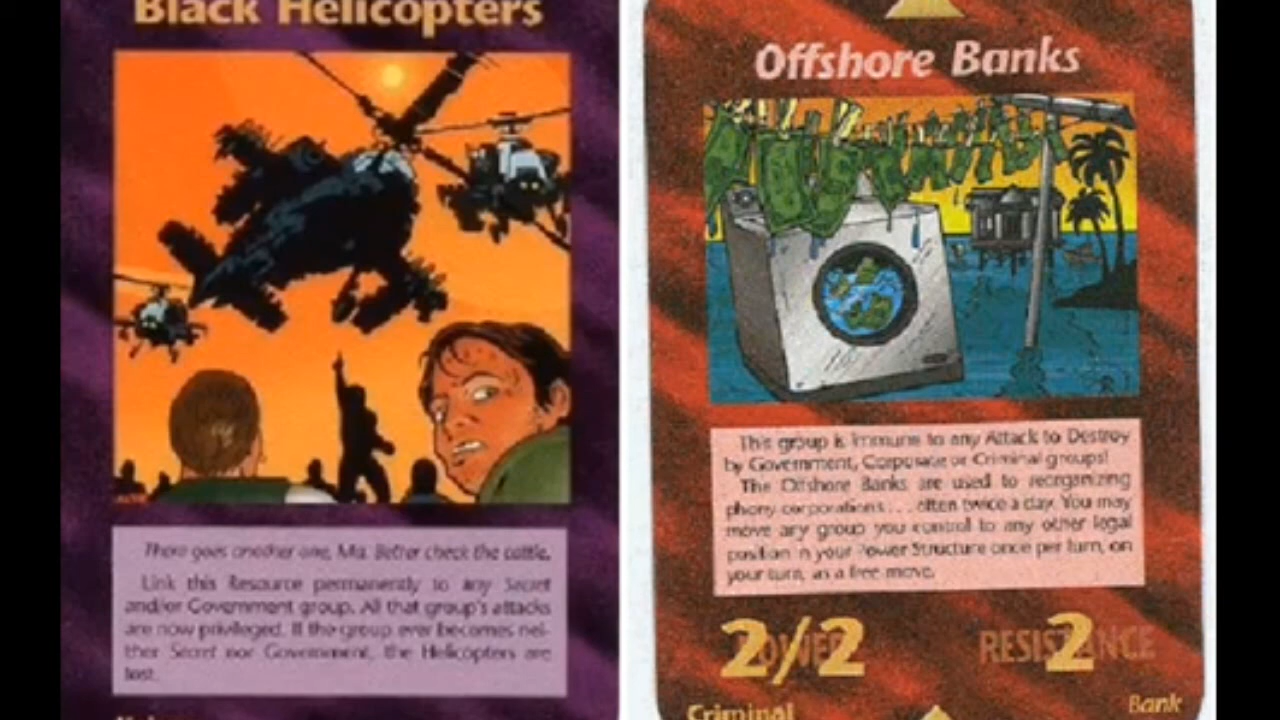 Black Helicopters
There goes another one, Ma. Better check the cattle.
Link this Resource permanently to any Secret
and/or Government group. All that group's attacks
are now privileged. If the group ever becomes nei-
ther Secret nor Government, the Helicopters are
lost.
Offshore Banks
This group is immune to any Attack to Destroy
by Government, Corporate or Criminal groups!
The Offshore Banks are used to reorganizing
phony corporations . . . often twice a day. You may
move any group you control to any other legal
position in your Power Structure once per turn, on
your turn, as a free move.
2/2 POWER
RESISTANCE 2
Criminal
Bank